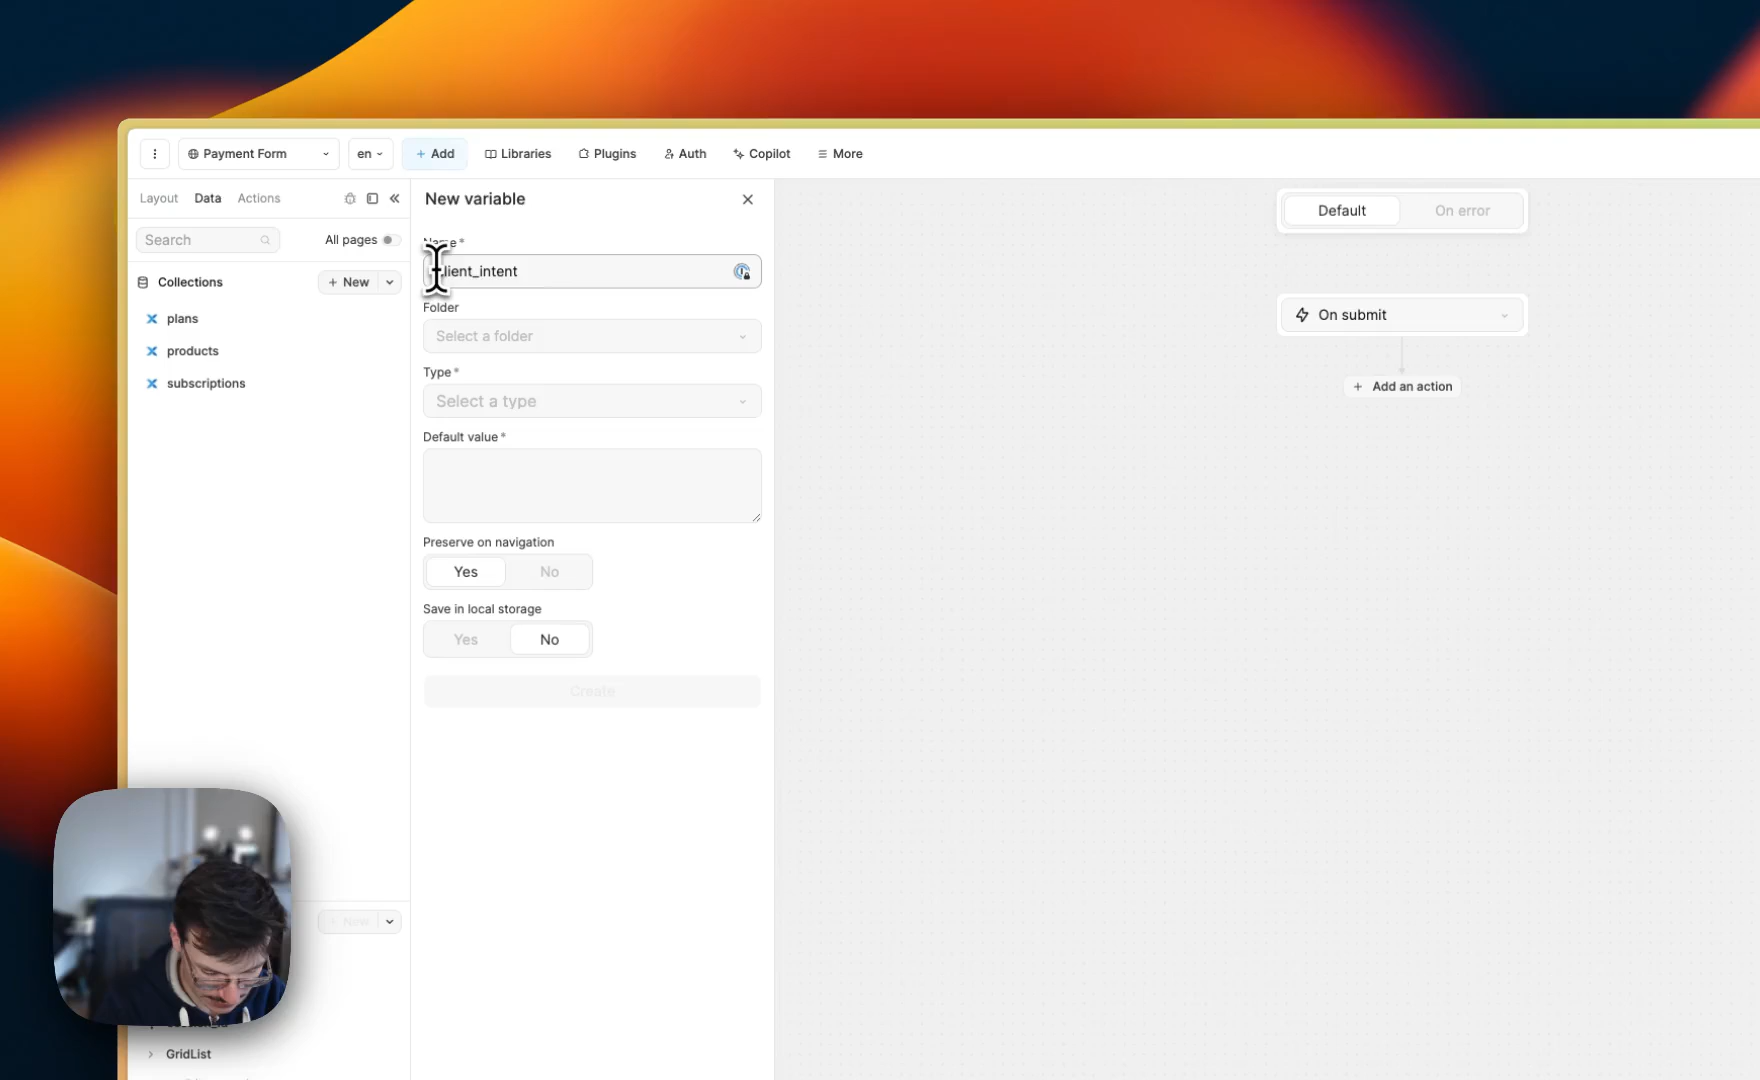 Payment Form
en
+ Add
Libraries
Plugins
Auth
Copilot
More
Layout
Data
Actions
Search
All pages
Collections
+ New
plans
products
subscriptions
+ New
GridList
New variable
Name *
lient_intent
Folder
Select a folder
Type *
Select a type
Default value *
Preserve on navigation
Yes
No
Save in local storage
Yes
No
Create
Default
On error
On submit
+ Add an action